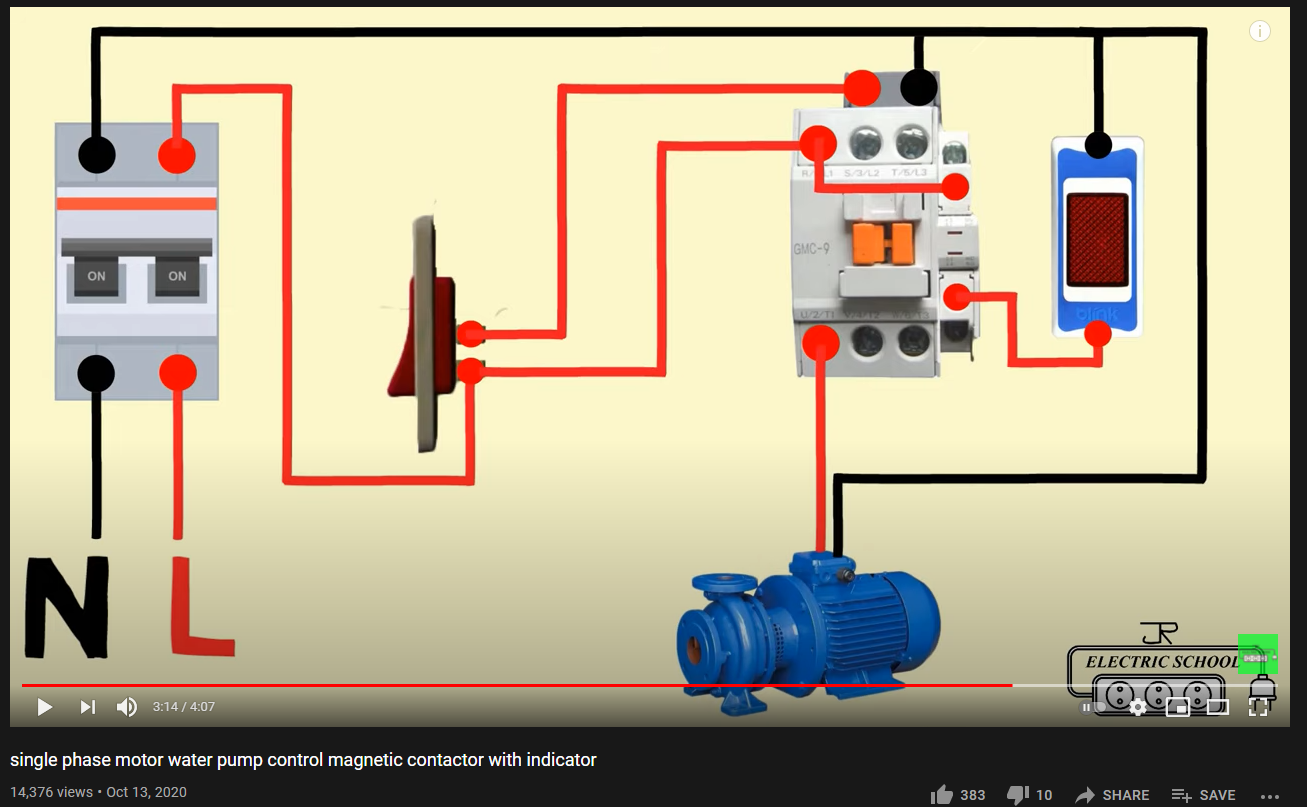 i
R/1/L1 S/3/L2 T/5/L3
ON ON
GMC-9
blink
U/2/T1 V/4/T2
N L
JR
ELECTRIC SCHOOL
3:14 / 4:07
single phase motor water pump control magnetic contactor with indicator
14,376 views • Oct 13, 2020
383 10 SHARE SAVE